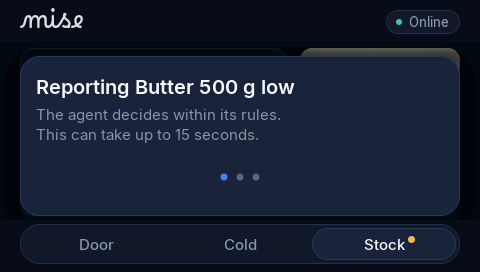 mise
Online
Reporting Butter 500 g low
The agent decides within its rules.
This can take up to 15 seconds.
Door
Cold
Stock